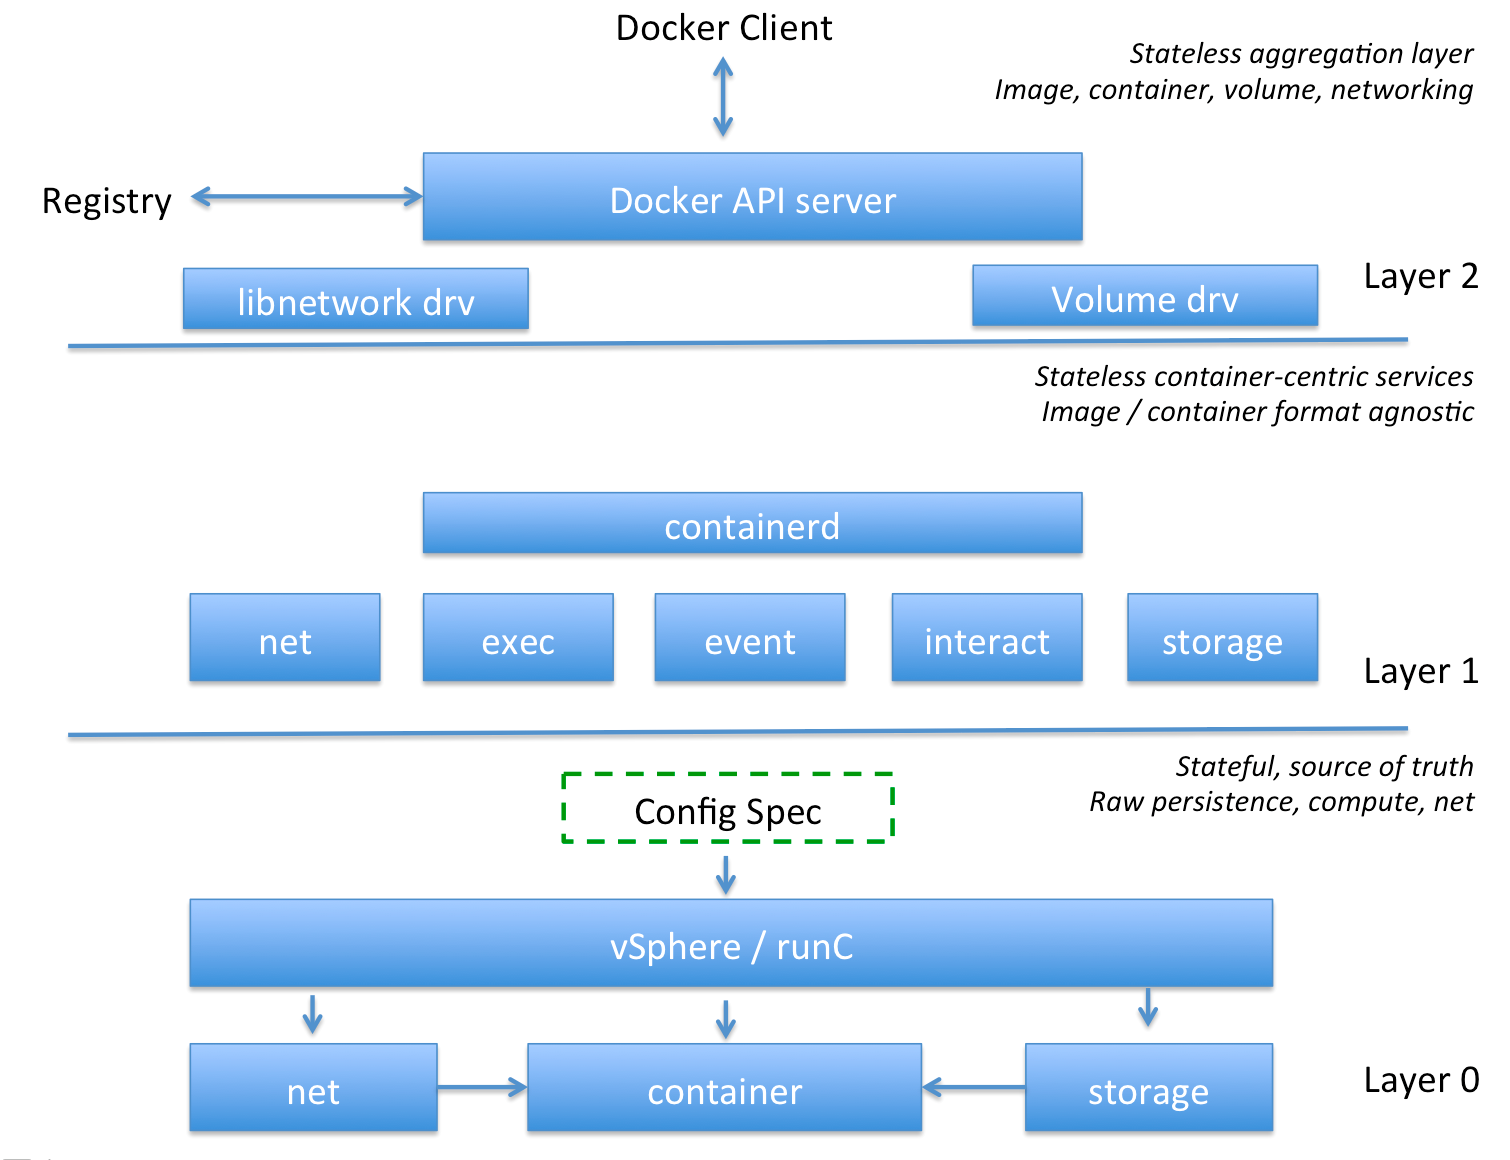 Docker Client
Stateless aggregation layer
Image, container, volume, networking
Registry
Docker API server
Layer 2
libnetwork drv
Volume drv
Stateless container-centric services
Image / container format agnostic
containerd
net
exec
event
interact
storage
Layer 1
Stateful, source of truth
Raw persistence, compute, net
Config Spec
vSphere / runC
net
container
storage
Layer 0